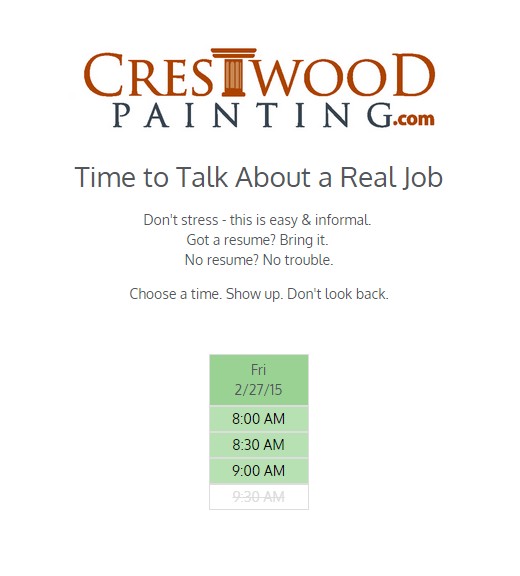 CRESTWOOD
PAINTING.com
Time to Talk About a Real Job
Don't stress - this is easy & informal.
Got a resume? Bring it.
No resume? No trouble.
Choose a time. Show up. Don't look back.
Fri
2/27/15
8:00 AM
8:30 AM
9:00 AM
9:30 AM